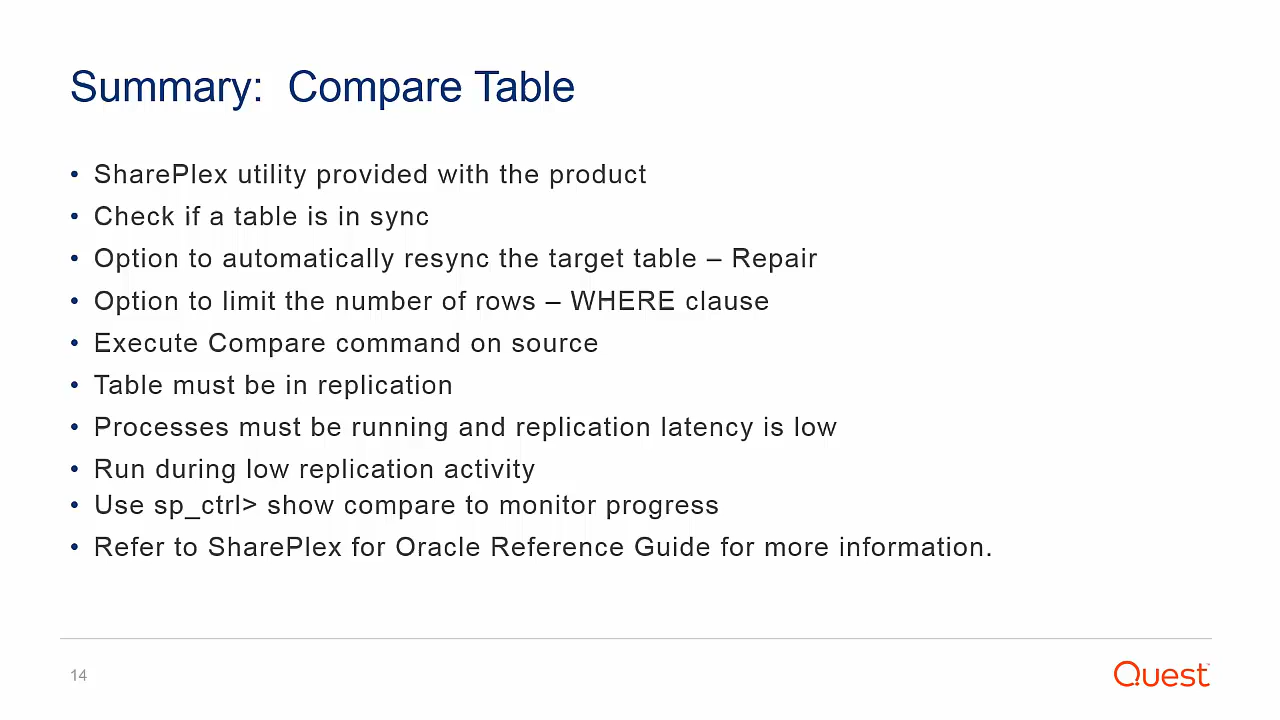 Summary:  Compare Table
• SharePlex utility provided with the product
• Check if a table is in sync
• Option to automatically resync the target table – Repair
• Option to limit the number of rows – WHERE clause
• Execute Compare command on source
• Table must be in replication
• Processes must be running and replication latency is low
• Run during low replication activity
• Use sp_ctrl> show compare to monitor progress
• Refer to SharePlex for Oracle Reference Guide for more information.
14
Quest